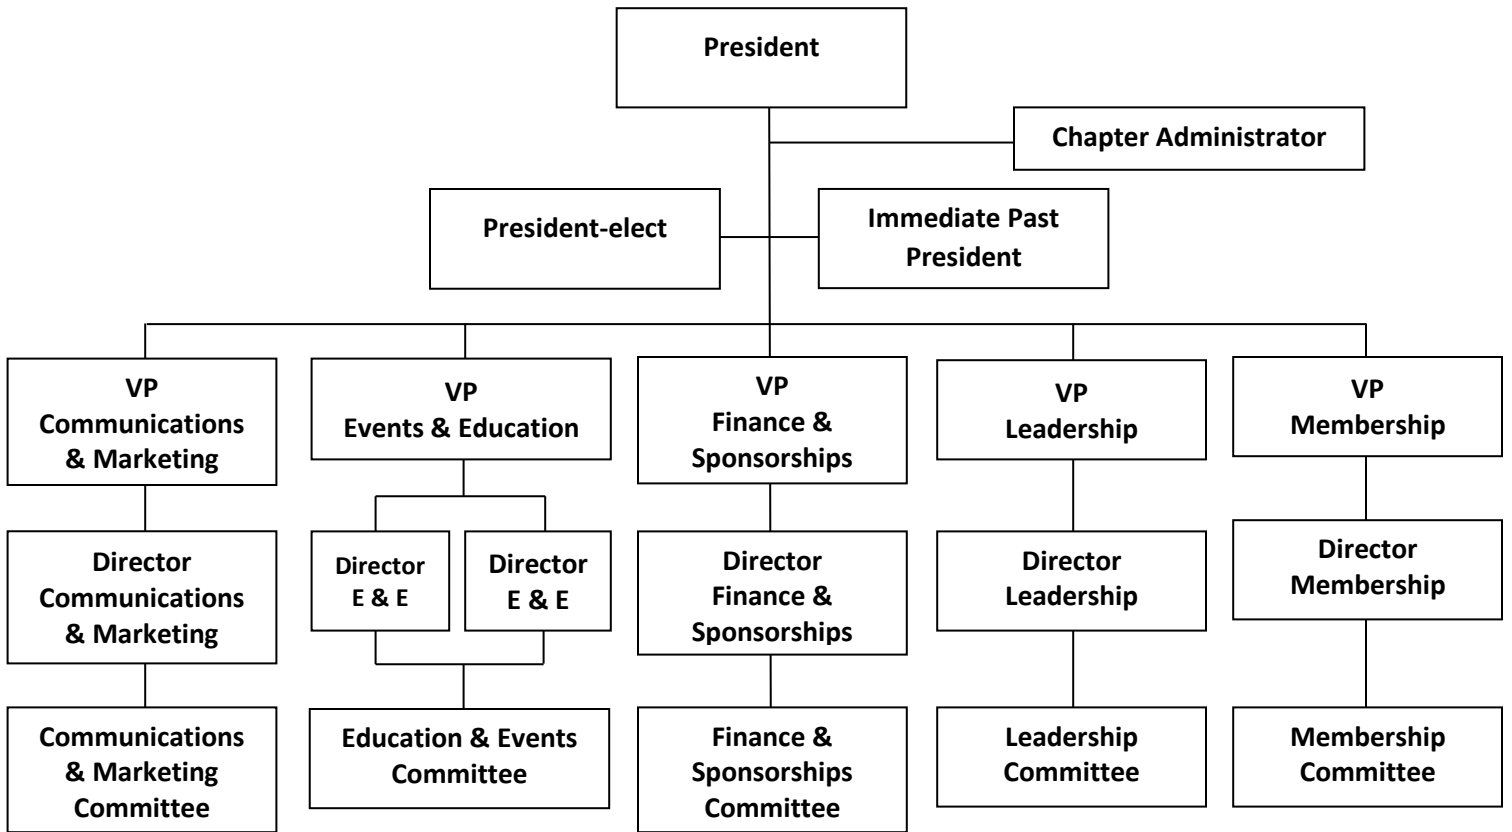 President
Chapter Administrator
President-elect
Immediate Past
President
VP
Communications
& Marketing
VP
Events & Education
VP
Finance &
Sponsorships
VP
Leadership
VP
Membership
Director
Communications
& Marketing
Director
E & E
Director
E & E
Director
Finance &
Sponsorships
Director
Leadership
Director
Membership
Communications
& Marketing
Committee
Education & Events
Committee
Finance &
Sponsorships
Committee
Leadership
Committee
Membership
Committee